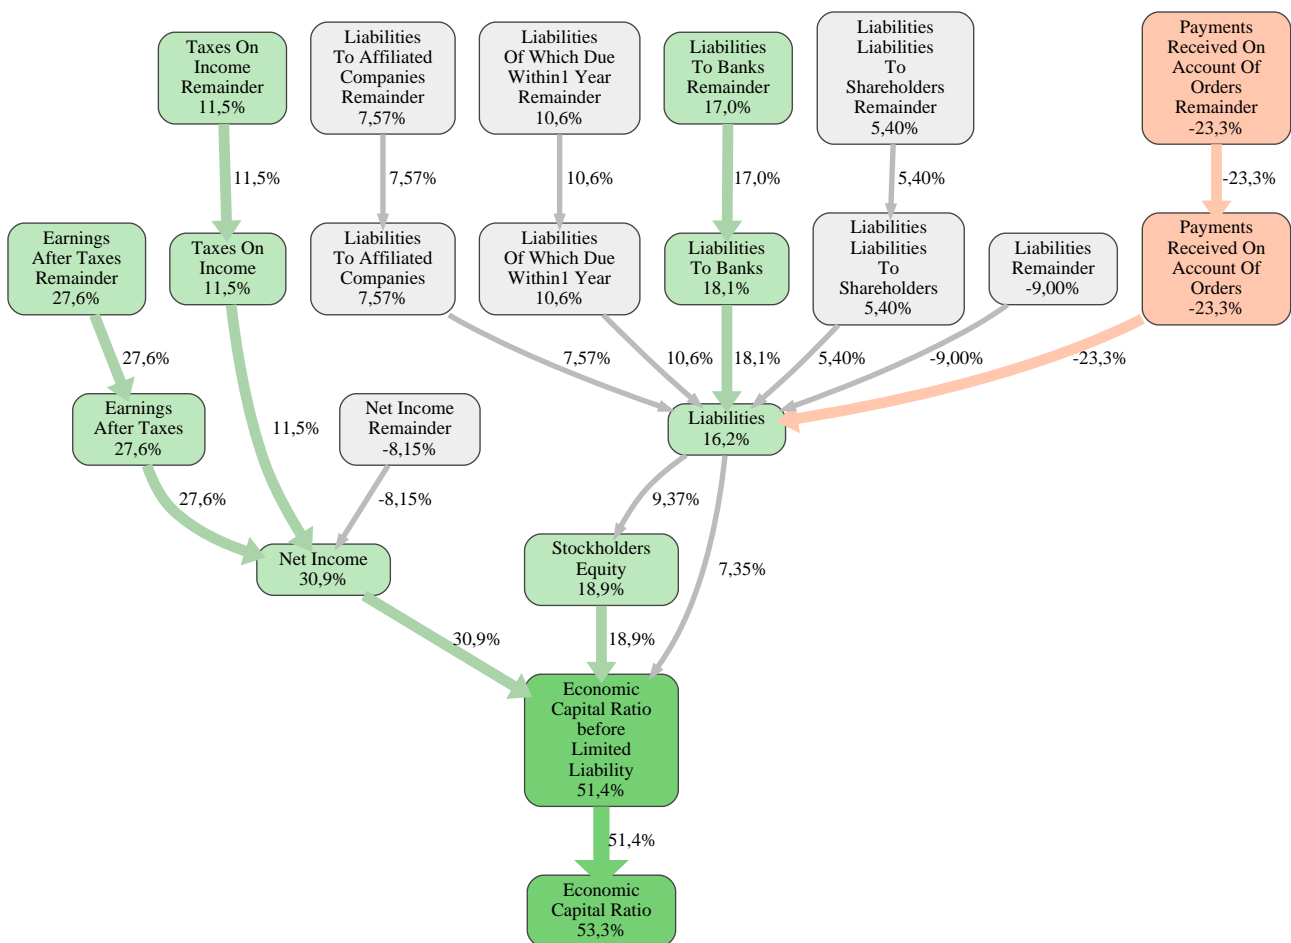 Taxes On
Income
Remainder
11,5%
Liabilities
To Affiliated
Companies
Remainder
7,57%
Liabilities
Of Which Due
Within1 Year
Remainder
10,6%
Liabilities
To Banks
Remainder
17,0%
Liabilities
Liabilities
To
Shareholders
Remainder
5,40%
Payments
Received On
Account Of
Orders
Remainder
-23,3%
11,5%
7,57%
10,6%
17,0%
5,40%
-23,3%
Earnings
After Taxes
Remainder
27,6%
Taxes On
Income
11,5%
Liabilities
To Affiliated
Companies
7,57%
Liabilities
Of Which Due
Within1 Year
10,6%
Liabilities
To Banks
18,1%
Liabilities
Liabilities
To
Shareholders
5,40%
Liabilities
Remainder
-9,00%
Payments
Received On
Account Of
Orders
-23,3%
27,6%
7,57%
10,6%
18,1%
5,40%
-9,00%
-23,3%
Earnings
After Taxes
27,6%
11,5%
Net Income
Remainder
-8,15%
Liabilities
16,2%
27,6%
-8,15%
9,37%
7,35%
Net Income
30,9%
Stockholders
Equity
18,9%
30,9%
18,9%
Economic
Capital Ratio
before
Limited
Liability
51,4%
51,4%
Economic
Capital Ratio
53,3%